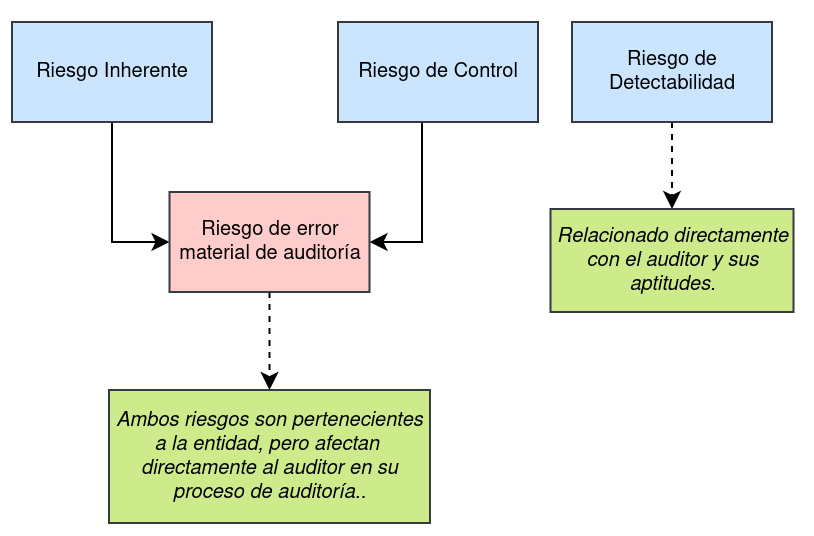 Riesgo Inherente
Riesgo de Control
Riesgo de
Detectabilidad
Riesgo de error
material de auditoría
Relacionado directamente
con el auditor y sus
aptitudes.
Ambos riesgos son pertenecientes
a la entidad, pero afectan
directamente al auditor en su
proceso de auditoría..